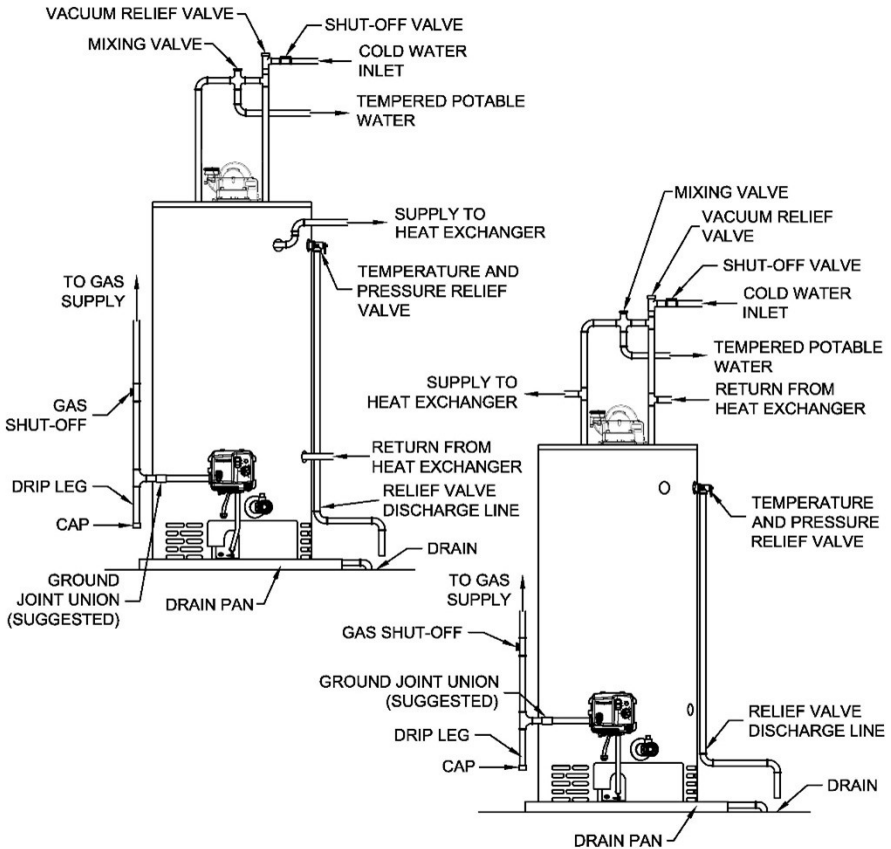 VACUUM RELIEF VALVE
MIXING VALVE
SHUT-OFF VALVE
COLD WATER
INLET
TEMPERED POTABLE
WATER
SUPPLY TO
HEAT EXCHANGER
TO GAS
SUPPLY
TEMPERATURE AND
PRESSURE RELIEF
VALVE
GAS
SHUT-OFF
RETURN FROM
HEAT EXCHANGER
DRIP LEG
RELIEF VALVE
DISCHARGE LINE
CAP
DRAIN
GROUND
JOINT UNION
(SUGGESTED)
DRAIN PAN
MIXING VALVE
VACUUM RELIEF
VALVE
SHUT-OFF VALVE
COLD WATER
INLET
TEMPERED POTABLE
WATER
SUPPLY TO
HEAT EXCHANGER
RETURN FROM
HEAT EXCHANGER
TEMPERATURE
AND PRESSURE
RELIEF VALVE
TO GAS
SUPPLY
GAS SHUT-OFF
GROUND JOINT UNION
(SUGGESTED)
DRIP LEG
RELIEF VALVE
DISCHARGE LINE
CAP
DRAIN
DRAIN PAN